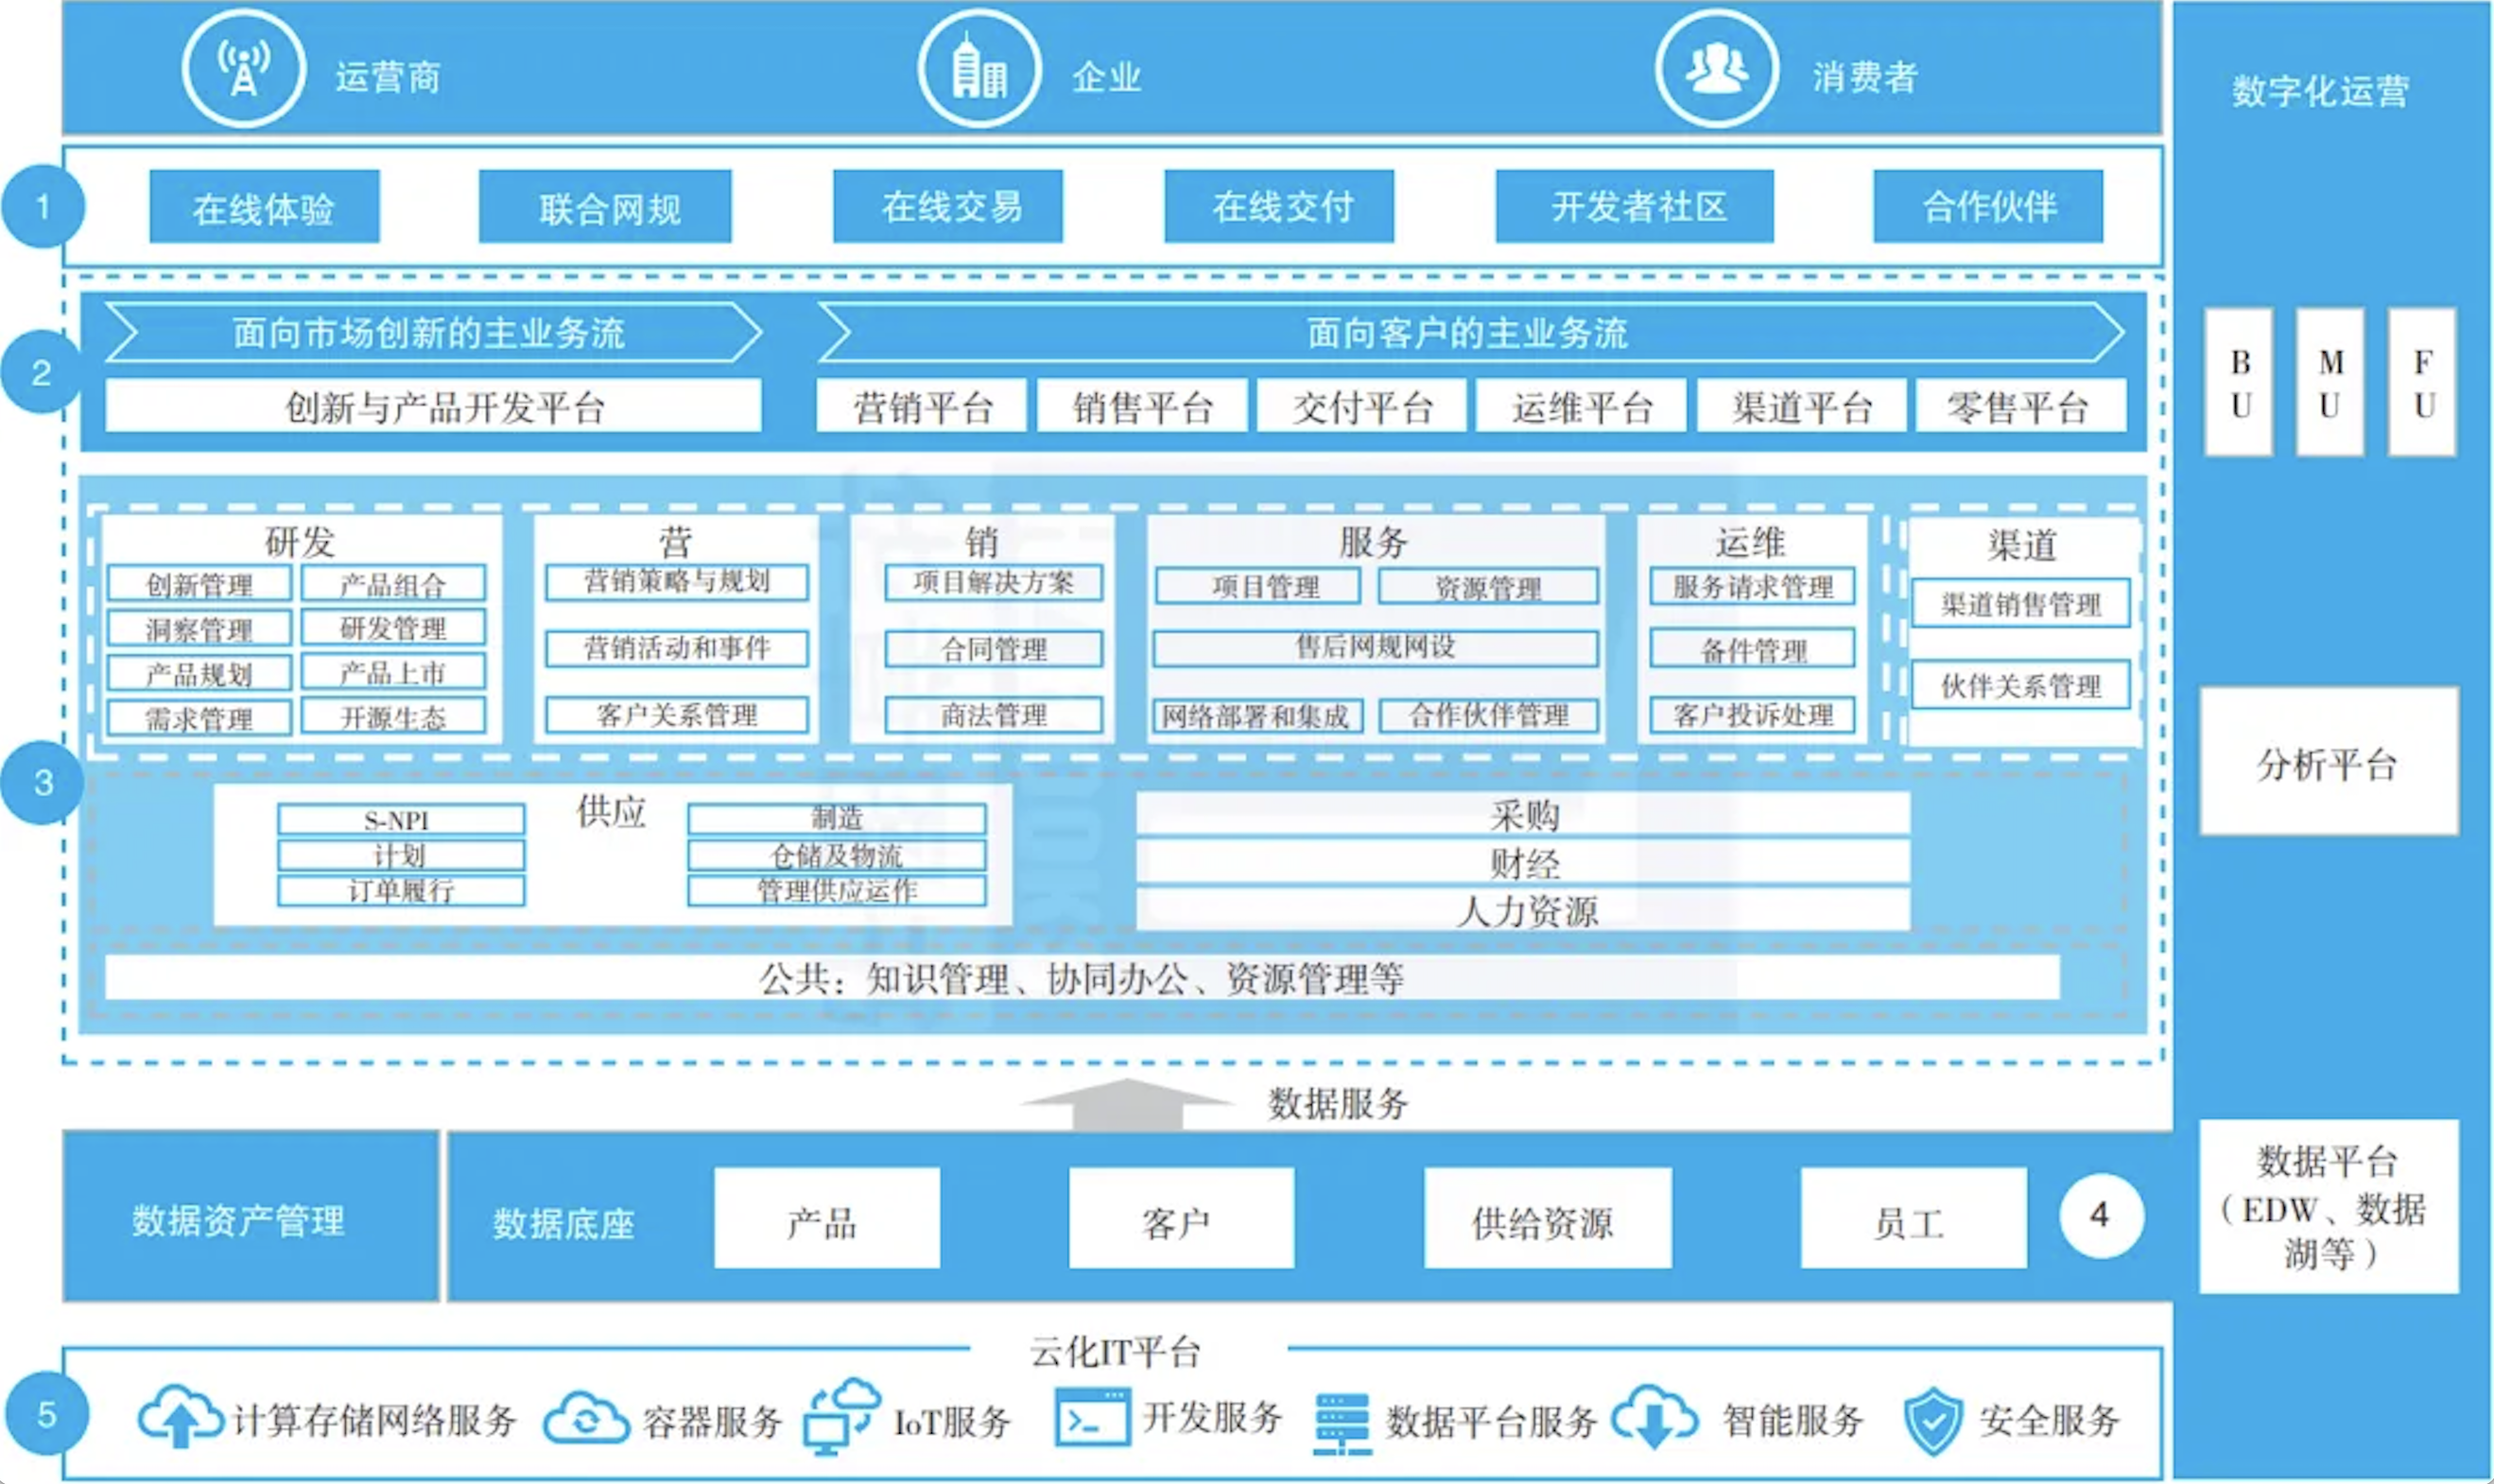 运营商
企业
消费者
数字化运营
1
在线体验
联合网规
在线交易
在线交付
开发者社区
合作伙伴
2
面向市场创新的主业务流
面向客户的主业务流
创新与产品开发平台
营销平台
销售平台
交付平台
运维平台
渠道平台
零售平台
B
U
M
U
F
U
3
研发
创新管理
产品组合
洞察管理
研发管理
产品规划
产品上市
需求管理
开源生态
营
营销策略与规划
营销活动和事件
客户关系管理
销
项目解决方案
合同管理
商法管理
服务
项目管理
资源管理
售后网规网设
网络部署和集成
合作伙伴管理
运维
服务请求管理
备件管理
客户投诉处理
渠道
渠道销售管理
伙伴关系管理
供应
S-NPI
制造
计划
仓储及物流
订单履行
管理供应运作
采购
财经
人力资源
公共：知识管理、协同办公、资源管理等
分析平台
数据服务
数据资产管理
数据底座
产品
客户
供给资源
员工
4
数据平台
（EDW、数据
湖等）
云化IT平台
5
计算存储网络服务
容器服务
IoT服务
开发服务
数据平台服务
智能服务
安全服务